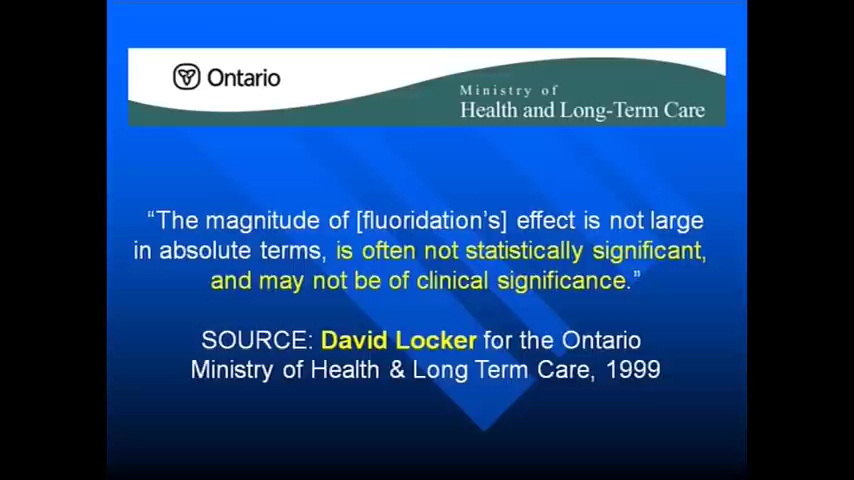 Ontario
Ministry of
Health and Long-Term Care
“The magnitude of [fluoridation’s] effect is not large
in absolute terms, is often not statistically significant,
and may not be of clinical significance.”
SOURCE: David Locker for the Ontario
Ministry of Health & Long Term Care, 1999